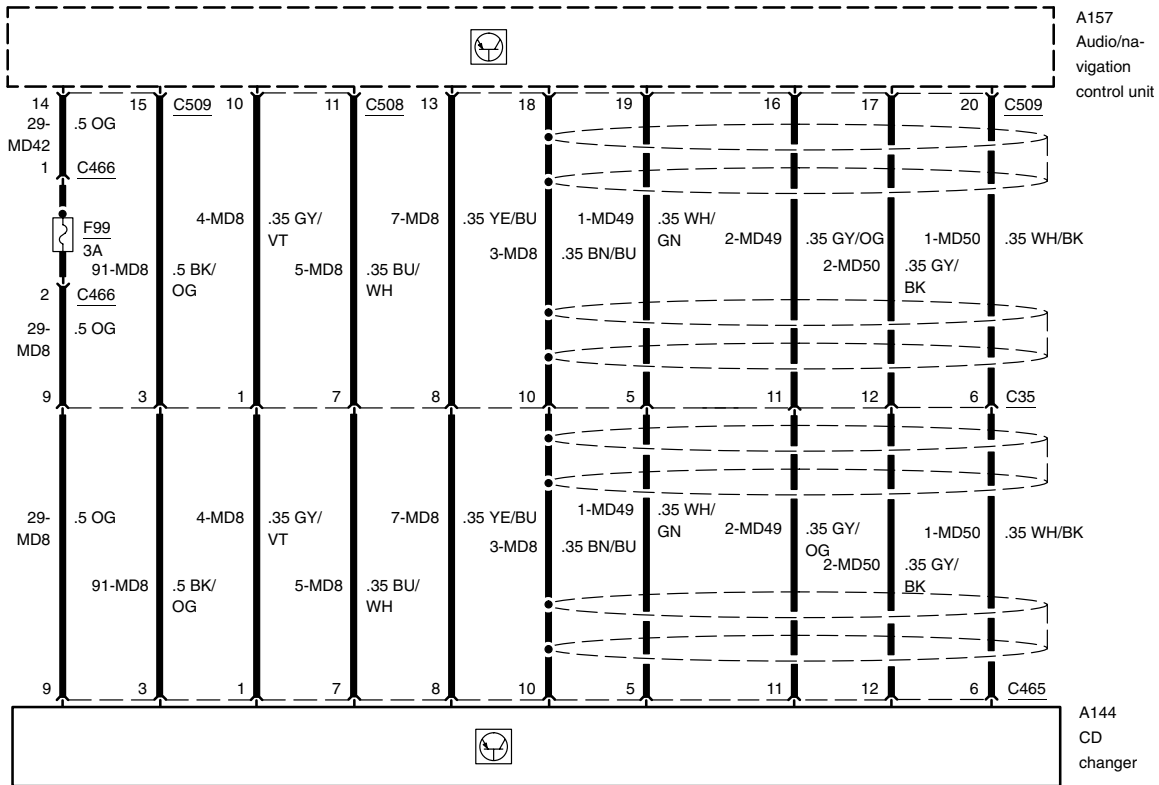 A157
Audio/na-
vigation
control unit
14 15 C509 10 11 C508 13 18 19 16 17 20 C509
29-
MD42
.5 OG
1 C466
F99
3A
2 C466
29-
MD8
.5 OG
91-MD8
.5 BK/
OG
4-MD8
.35 GY/
VT
5-MD8
.35 BU/
WH
7-MD8
.35 YE/BU
3-MD8
.35 BN/BU
1-MD49
.35 WH/
GN
2-MD49
.35 GY/OG
2-MD50
.35 GY/
BK
1-MD50
.35 WH/BK
9 3 1 7 8 10 5 11 12 6 C35
29-
MD8
.5 OG
91-MD8
.5 BK/
OG
4-MD8
.35 GY/
VT
5-MD8
.35 BU/
WH
7-MD8
.35 YE/BU
3-MD8
.35 BN/BU
1-MD49
.35 WH/
GN
2-MD49
.35 GY/
OG
2-MD50
.35 GY/
BK
1-MD50
.35 WH/BK
9 3 1 7 8 10 5 11 12 6 C465
A144
CD
changer